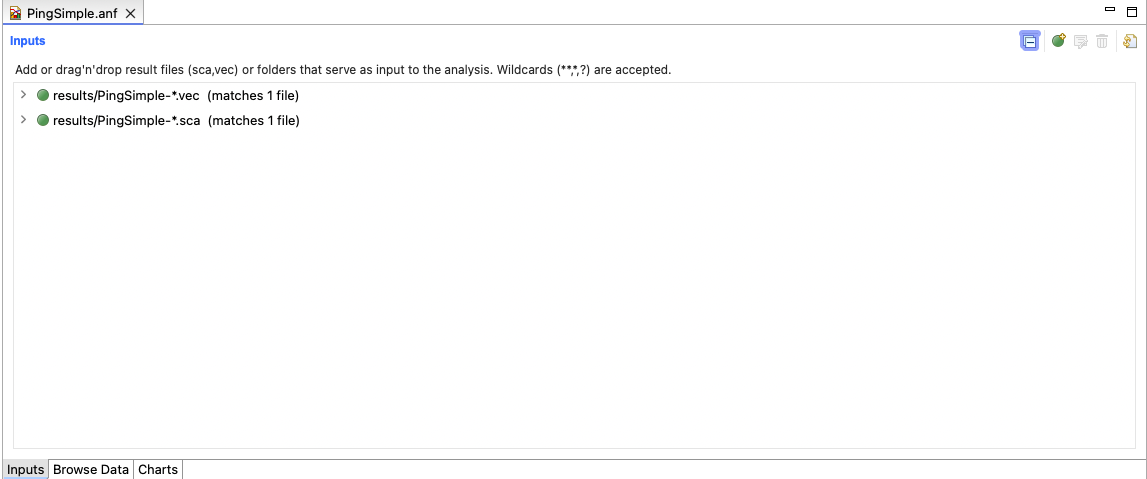 PingSimple.anf
Inputs
Add or drag'n'drop result files (sca,vec) or folders that serve as input to the analysis. Wildcards (**,*,?) are accepted.
results/PingSimple-*.vec (matches 1 file)
results/PingSimple-*.sca (matches 1 file)
Inputs Browse Data Charts